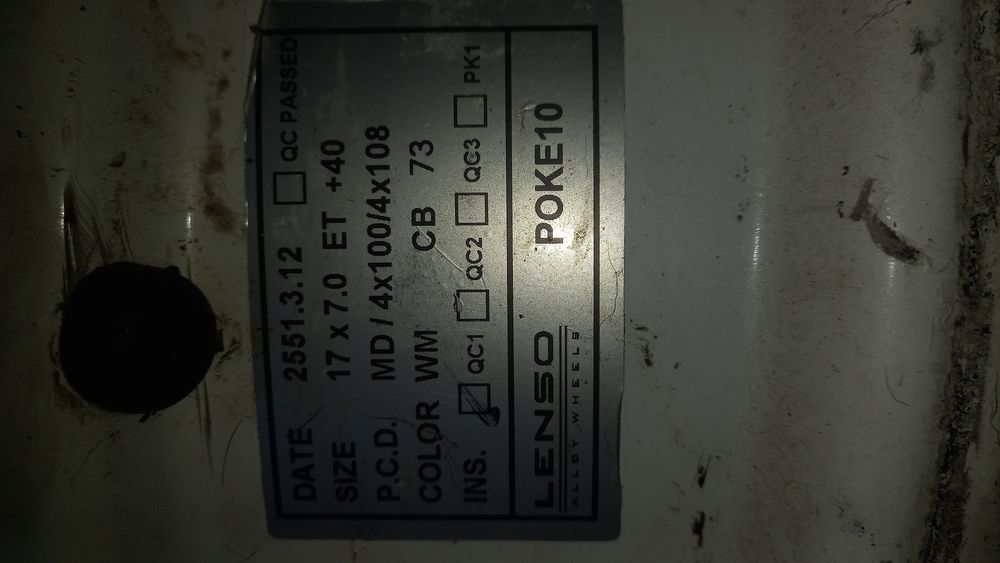 DATE 2551.3.12 QC PASSED
SIZE 17 x 7.0 ET +40
P.C.D. MD / 4x100/4x108
COLOR WM CB 73
INS. QC1 QC2 QC3 PK1
LENSO POKE10
ALLOY WHEELS